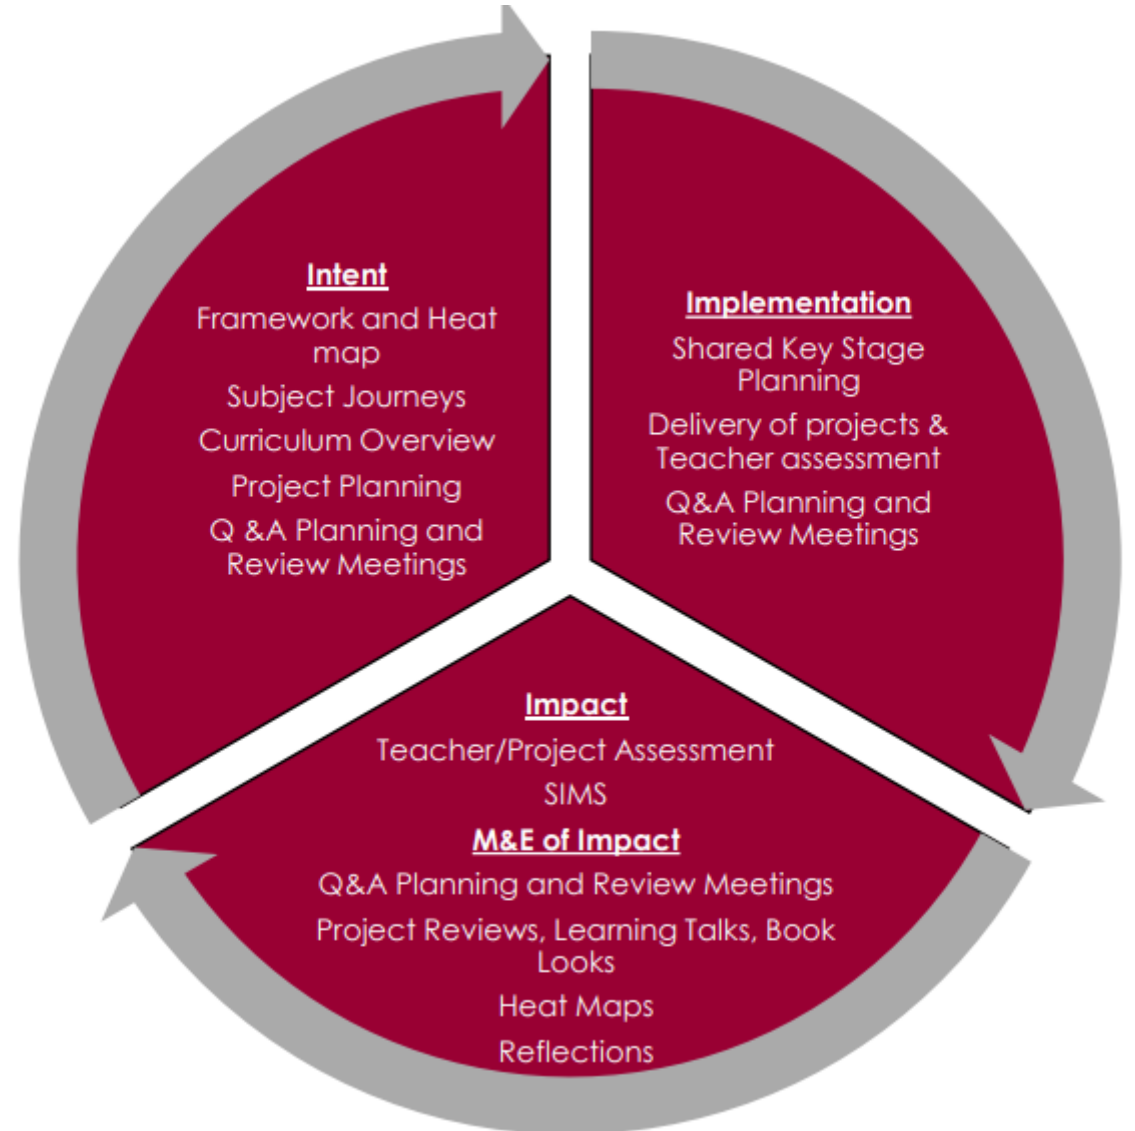 Intent
Framework and Heat
map
Subject Journeys
Curriculum Overview
Project Planning
Q &A Planning and
Review Meetings
Implementation
Shared Key Stage
Planning
Delivery of projects &
Teacher assessment
Q&A Planning and
Review Meetings
Impact
Teacher/Project Assessment
SIMS
M&E of Impact
Q&A Planning and Review Meetings
Project Reviews, Learning Talks, Book
Looks
Heat Maps
Reflections